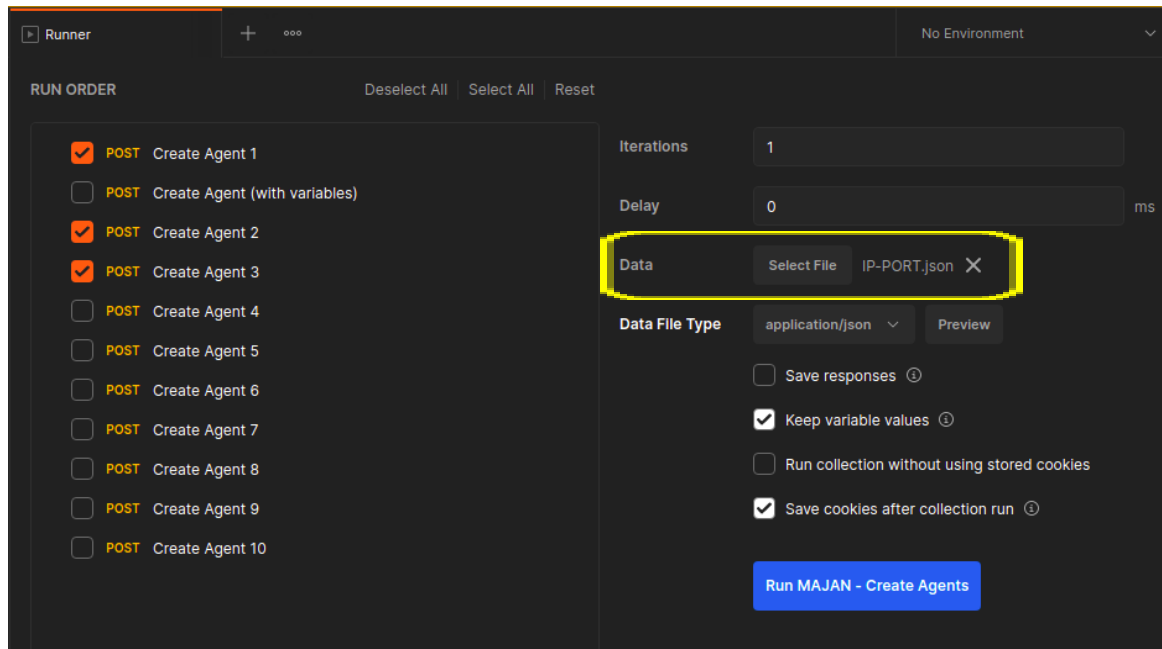 Runner
No Environment
RUN ORDER
Deselect All Select All Reset
POST Create Agent 1
POST Create Agent (with variables)
POST Create Agent 2
POST Create Agent 3
POST Create Agent 4
POST Create Agent 5
POST Create Agent 6
POST Create Agent 7
POST Create Agent 8
POST Create Agent 9
POST Create Agent 10
Iterations 1
Delay 0 ms
Data Select File IP-PORT.json
Data File Type application/json Preview
Save responses
Keep variable values
Run collection without using stored cookies
Save cookies after collection run
Run MAJAN - Create Agents